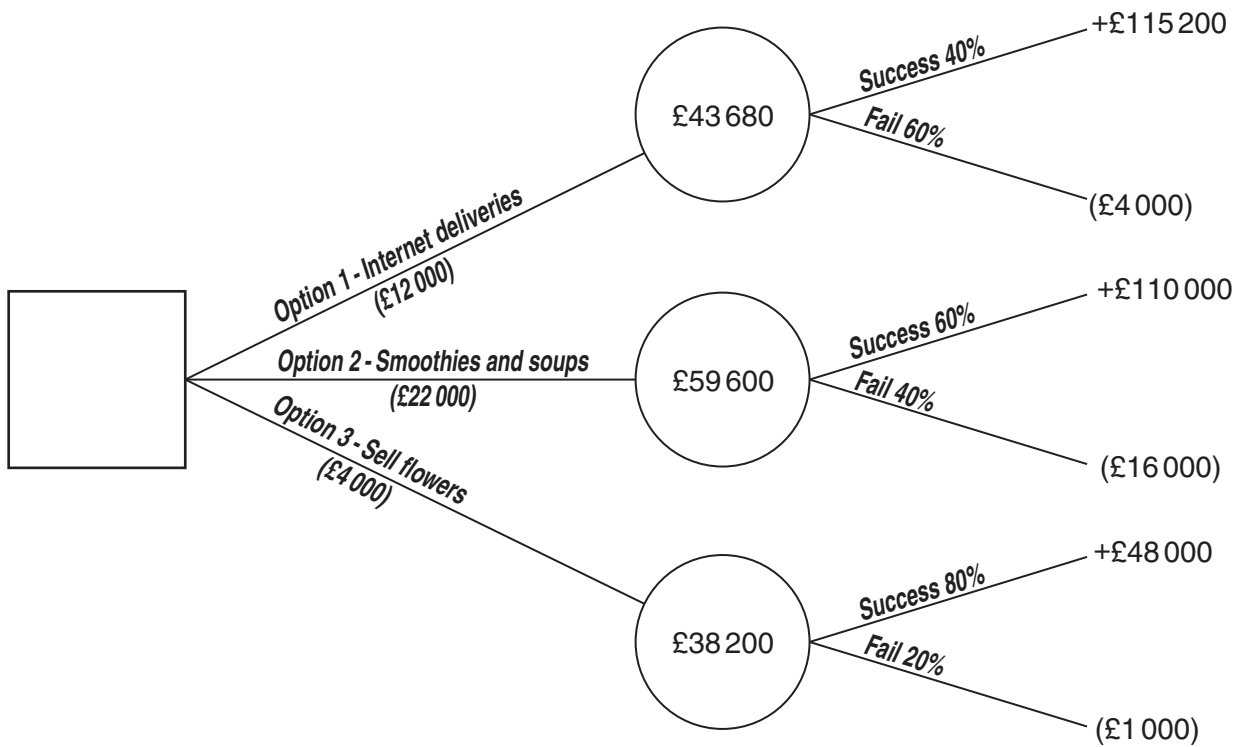 +£115 200
Success 40%
£43 680
Fail 60%
(£4 000)
Option 1 - Internet deliveries
(£12 000)
+£110 000
Success 60%
Option 2 - Smoothies and soups
£59 600
(£22 000)
Fail 40%
(£16 000)
Option 3 - Sell flowers
(£4 000)
+£48 000
Success 80%
£38 200
Fail 20%
(£1 000)